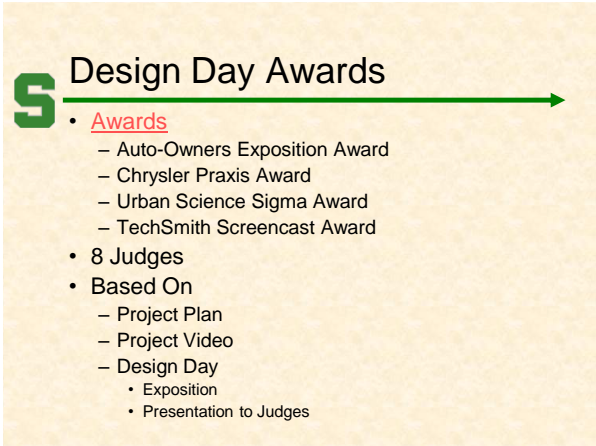 Design Day Awards
S
• Awards
– Auto-Owners Exposition Award
– Chrysler Praxis Award
– Urban Science Sigma Award
– TechSmith Screencast Award
• 8 Judges
• Based On
– Project Plan
– Project Video
– Design Day
• Exposition
• Presentation to Judges